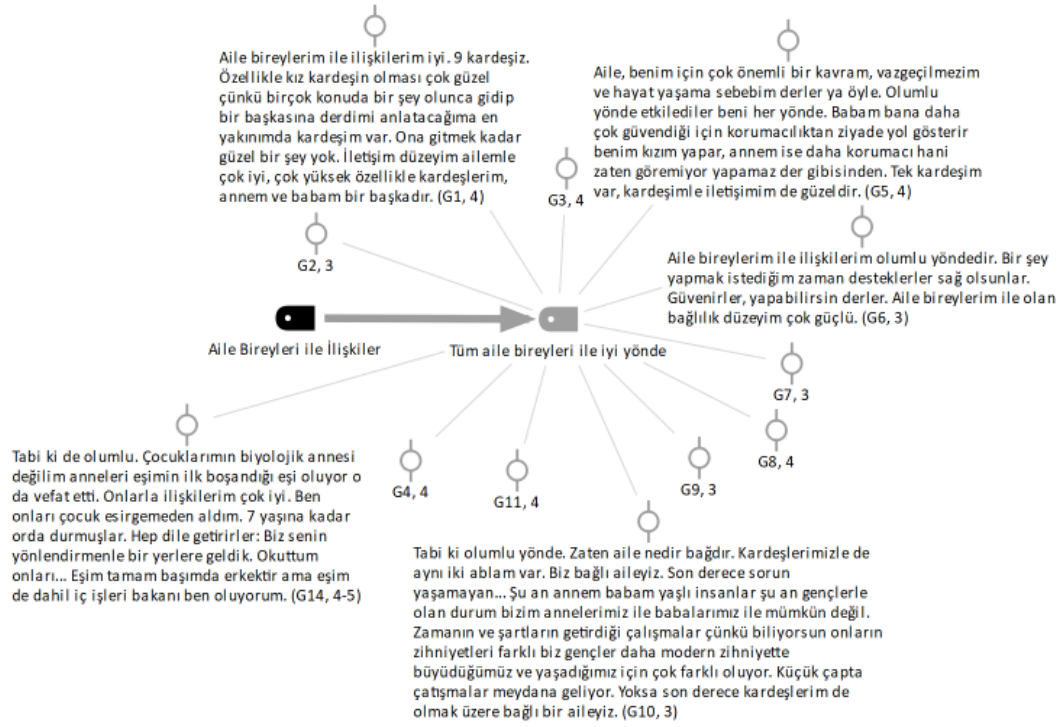 Aile bireylerim ile ilişkilerim iyi. 9 kardeşiz.
Özellikle kız kardeşin olması çok güzel
çünkü birçok konuda bir şey olunca gidip
bir başkasına derdimi anlatacağıma en
yakınımda kardeşim var. Ona gitmek kadar
güzel bir şey yok. İletişim düzeyim ailemle
çok iyi, çok yüksek özellikle kardeşlerim,
annem ve babam bir başkadır. (G1, 4)
Aile, benim için çok önemli bir kavram, vazgeçilmezim
ve hayat yaşama sebebim derler ya öyle. Olumlu
yönde etkilediler beni her yönde. Babam bana daha
çok güvendiği için korumacılıktan ziyade yol gösterir
benim kızım yapar, annem ise daha korumacı hani
zaten göremiyor yapamaz der gibisinden. Tek kardeşim
var, kardeşimle iletişimim de güzeldir. (G5, 4)
G3, 4
G2, 3
Aile bireylerim ile ilişkilerim olumlu yöndedir. Bir şey
yapmak istediğim zaman desteklerler sağ olsunlar.
Güvenirler, yapabilirsin derler. Aile bireylerim ile olan
bağlılık düzeyim çok güçlü. (G6, 3)
Aile Bireyleri ile İlişkiler
Tüm aile bireyleri ile iyi yönde
G7, 3
G8, 4
G9, 3
G4, 4
G11, 4
Tabi ki de olumlu. Çocuklarımın biyolojik annesi
değilim anneleri eşimin ilk boşandığı eşi oluyor o
da vefat etti. Onlarla ilişkilerim çok iyi. Ben
onları çocuk esirgemeden aldım. 7 yaşına kadar
orda durmuşlar. Hep dile getirirler: Biz senin
yönlendirmenle bir yerlere geldik. Okuttum
onları... Eşim tamam başımda erkektir ama eşim
de dahil iç işleri bakanı ben oluyorum. (G14, 4-5)
Tabi ki olumlu yönde. Zaten aile nedir bağdır. Kardeşlerimizle de
aynı iki ablam var. Biz bağlı aileyiz. Son derece sorun
yaşamayan... Şu an annem babam yaşlı insanlar şu an gençlerle
olan durum bizim annelerimiz ile babalarımız ile mümkün değil.
Zamanın ve şartların getirdiği çalışmalar çünkü biliyorsun onların
zihniyetleri farklı biz gençler daha modern zihniyette
büyüdüğümüz ve yaşadığımız için çok farklı oluyor. Küçük çapta
çatışmalar meydana geliyor. Yoksa son derece kardeşlerim de
olmak üzere bağlı bir aileyiz. (G10, 3)